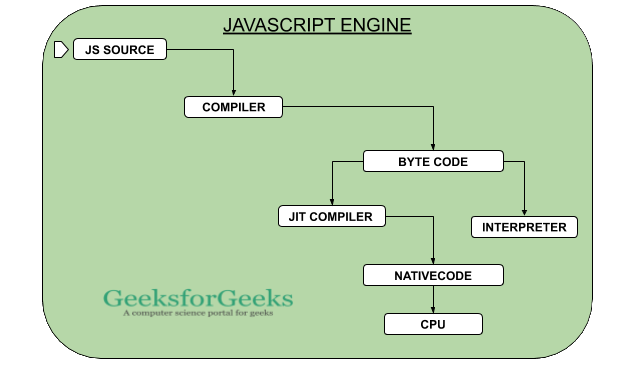 JAVASCRIPT ENGINE
JS SOURCE
COMPILER
BYTE CODE
JIT COMPILER
INTERPRETER
NATIVECODE
GeeksforGeeks
A computer science portal for geeks
CPU